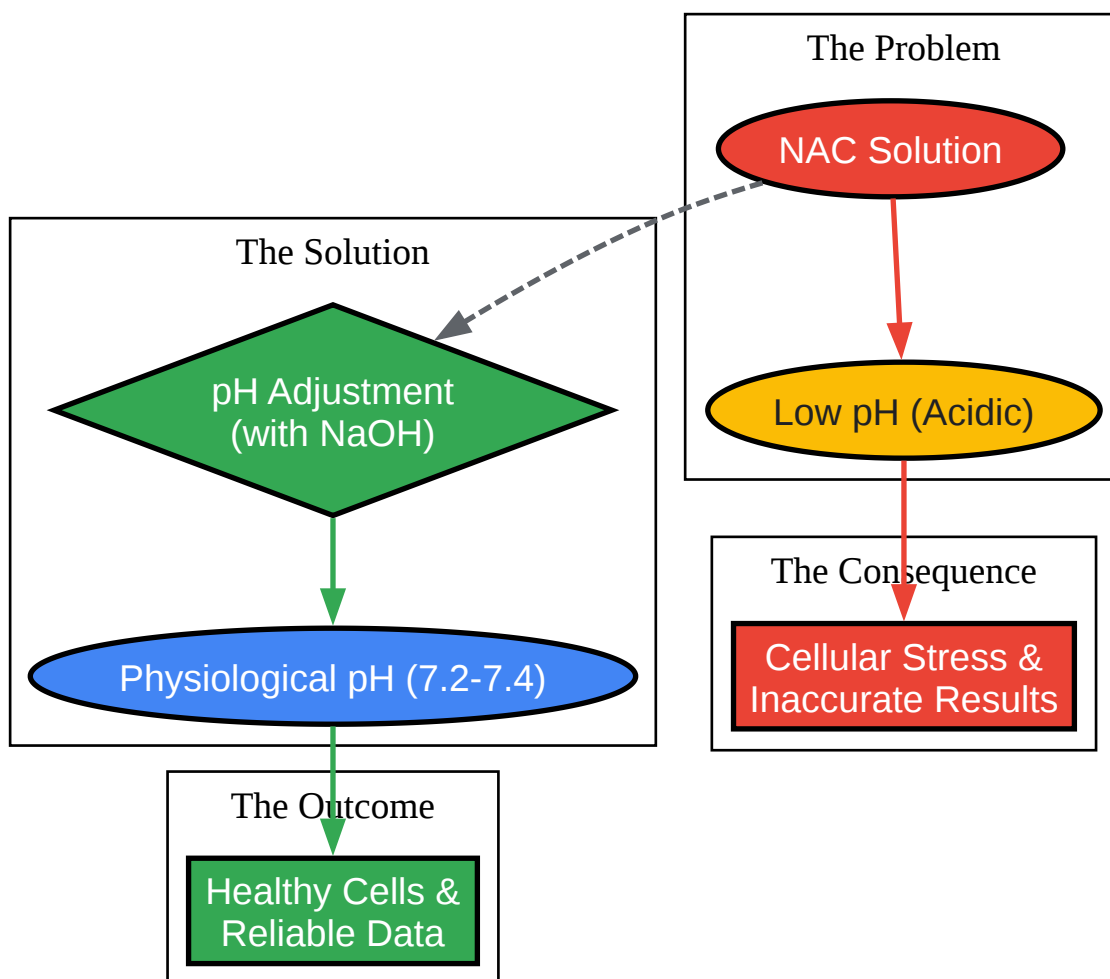 The Problem
NAC Solution
Low pH (Acidic)
The Solution
pH Adjustment
(with NaOH)
Physiological pH (7.2-7.4)
The Consequence
Cellular Stress &
Inaccurate Results
The Outcome
Healthy Cells &
Reliable Data